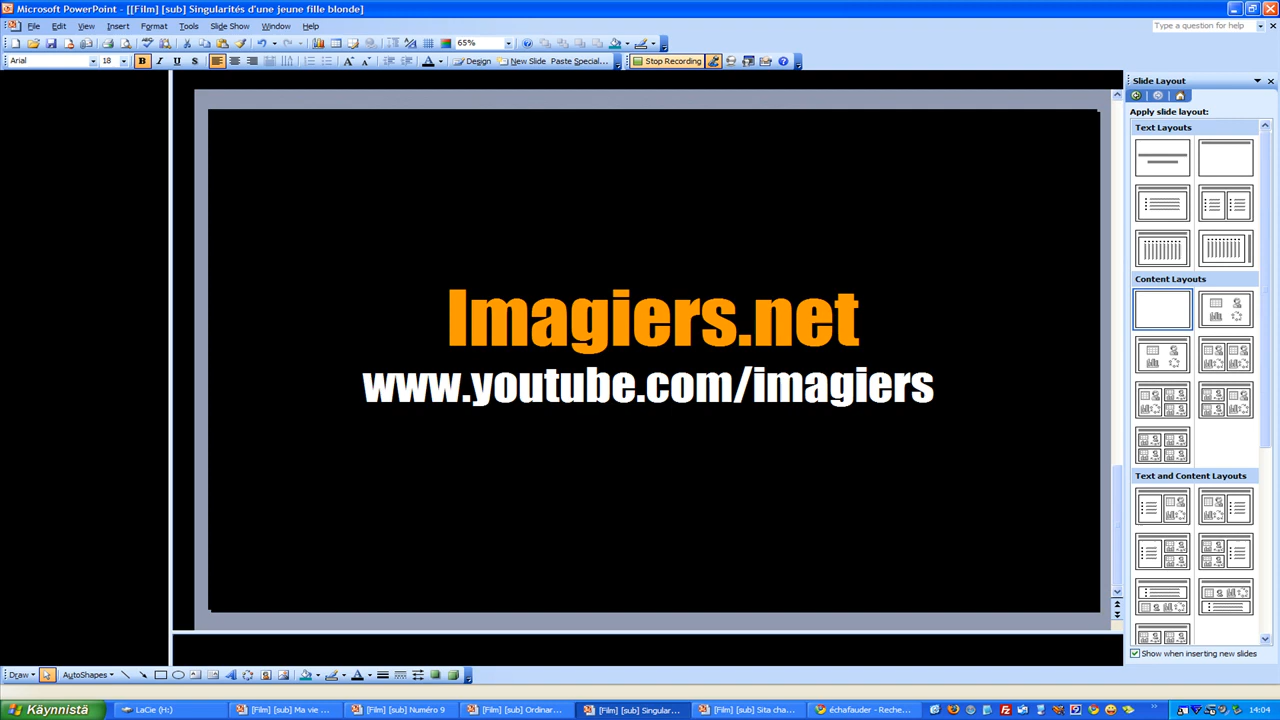 Microsoft PowerPoint - [[Film] [sub] Singularités d'une jeune fille blonde]
File Edit View Insert Format Tools Slide Show Window Help
Type a question for help
65%
Arial 18 B I U S A Design New Slide Paste Special... Stop Recording
Slide Layout
Apply slide layout:
Text Layouts
Content Layouts
Imagiers.net
www.youtube.com/imagiers
Text and Content Layouts
Show when inserting new slides
Draw AutoShapes
Käynnistä LaCie (H:) [Film] [sub] Ma vie ... [Film] [sub] Numéro 9 [Film] [sub] Ordinar... [Film] [sub] Singular... [Film] [sub] Sita cha... échafauder - Reche... 14:04